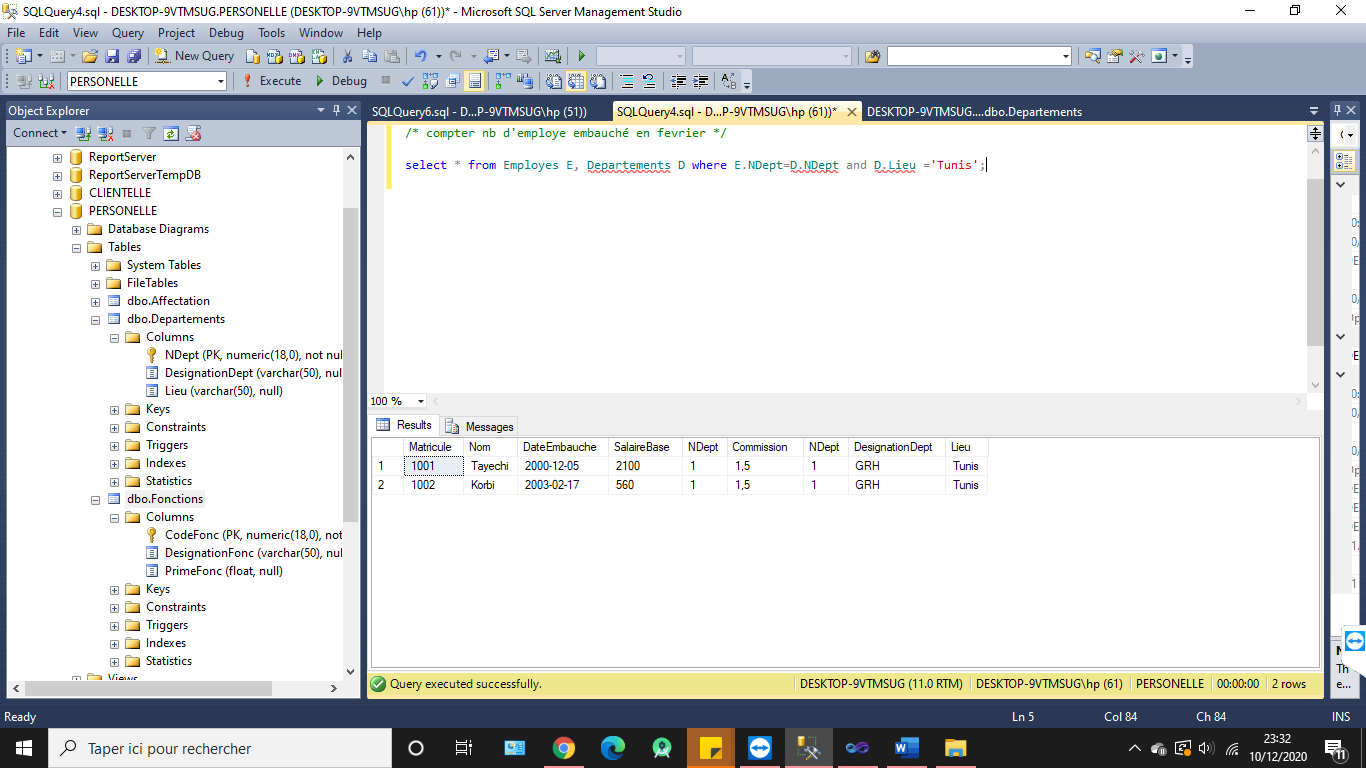 SQLQuery4.sql - DESKTOP-9VTMSUG.PERSONELLE (DESKTOP-9VTMSUG\hp (61))* - Microsoft SQL Server Management Studio
File Edit View Query Project Debug Tools Window Help
New Query
PERSONELLE Execute Debug
Object Explorer
Connect
ReportServer
ReportServerTempDB
CLIENTELLE
PERSONELLE
Database Diagrams
Tables
System Tables
FileTables
dbo.Affectation
dbo.Departements
Columns
NDept (PK, numeric(18,0), not nul
DesignationDept (varchar(50), nul
Lieu (varchar(50), null)
Keys
Constraints
Triggers
Indexes
Statistics
dbo.Fonctions
Columns
CodeFonc (PK, numeric(18,0), not
DesignationFonc (varchar(50), nul
PrimeFonc (float, null)
Keys
Constraints
Triggers
Indexes
Statistics
Views
SQLQuery6.sql - D...P-9VTMSUG\hp (51)) SQLQuery4.sql - D...P-9VTMSUG\hp (61))* DESKTOP-9VTMSUG....dbo.Departements
/* compter nb d'employe embauché en fevrier */
select * from Employes E, Departements D where E.NDept=D.NDept and D.Lieu ='Tunis';
100 %
Results Messages
Matricule Nom DateEmbauche SalaireBase NDept Commission NDept DesignationDept Lieu
1 1001 Tayechi 2000-12-05 2100 1 1,5 1 GRH Tunis
2 1002 Korbi 2003-02-17 560 1 1,5 1 GRH Tunis
Query executed successfully. DESKTOP-9VTMSUG (11.0 RTM) DESKTOP-9VTMSUG\hp (61) PERSONELLE 00:00:00 2 rows
Th
e...
Ready Ln 5 Col 84 Ch 84 INS
Taper ici pour rechercher
23:32
10/12/2020
11